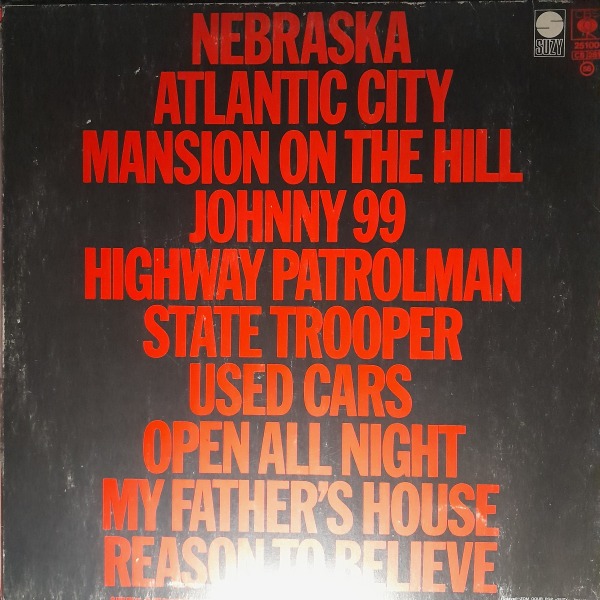 NEBRASKA
ATLANTIC CITY
MANSION ON THE HILL
JOHNNY 99
HIGHWAY PATROLMAN
STATE TROOPER
USED CARS
OPEN ALL NIGHT
MY FATHER'S HOUSE
REASON TO BELIEVE
SUZY
CBS